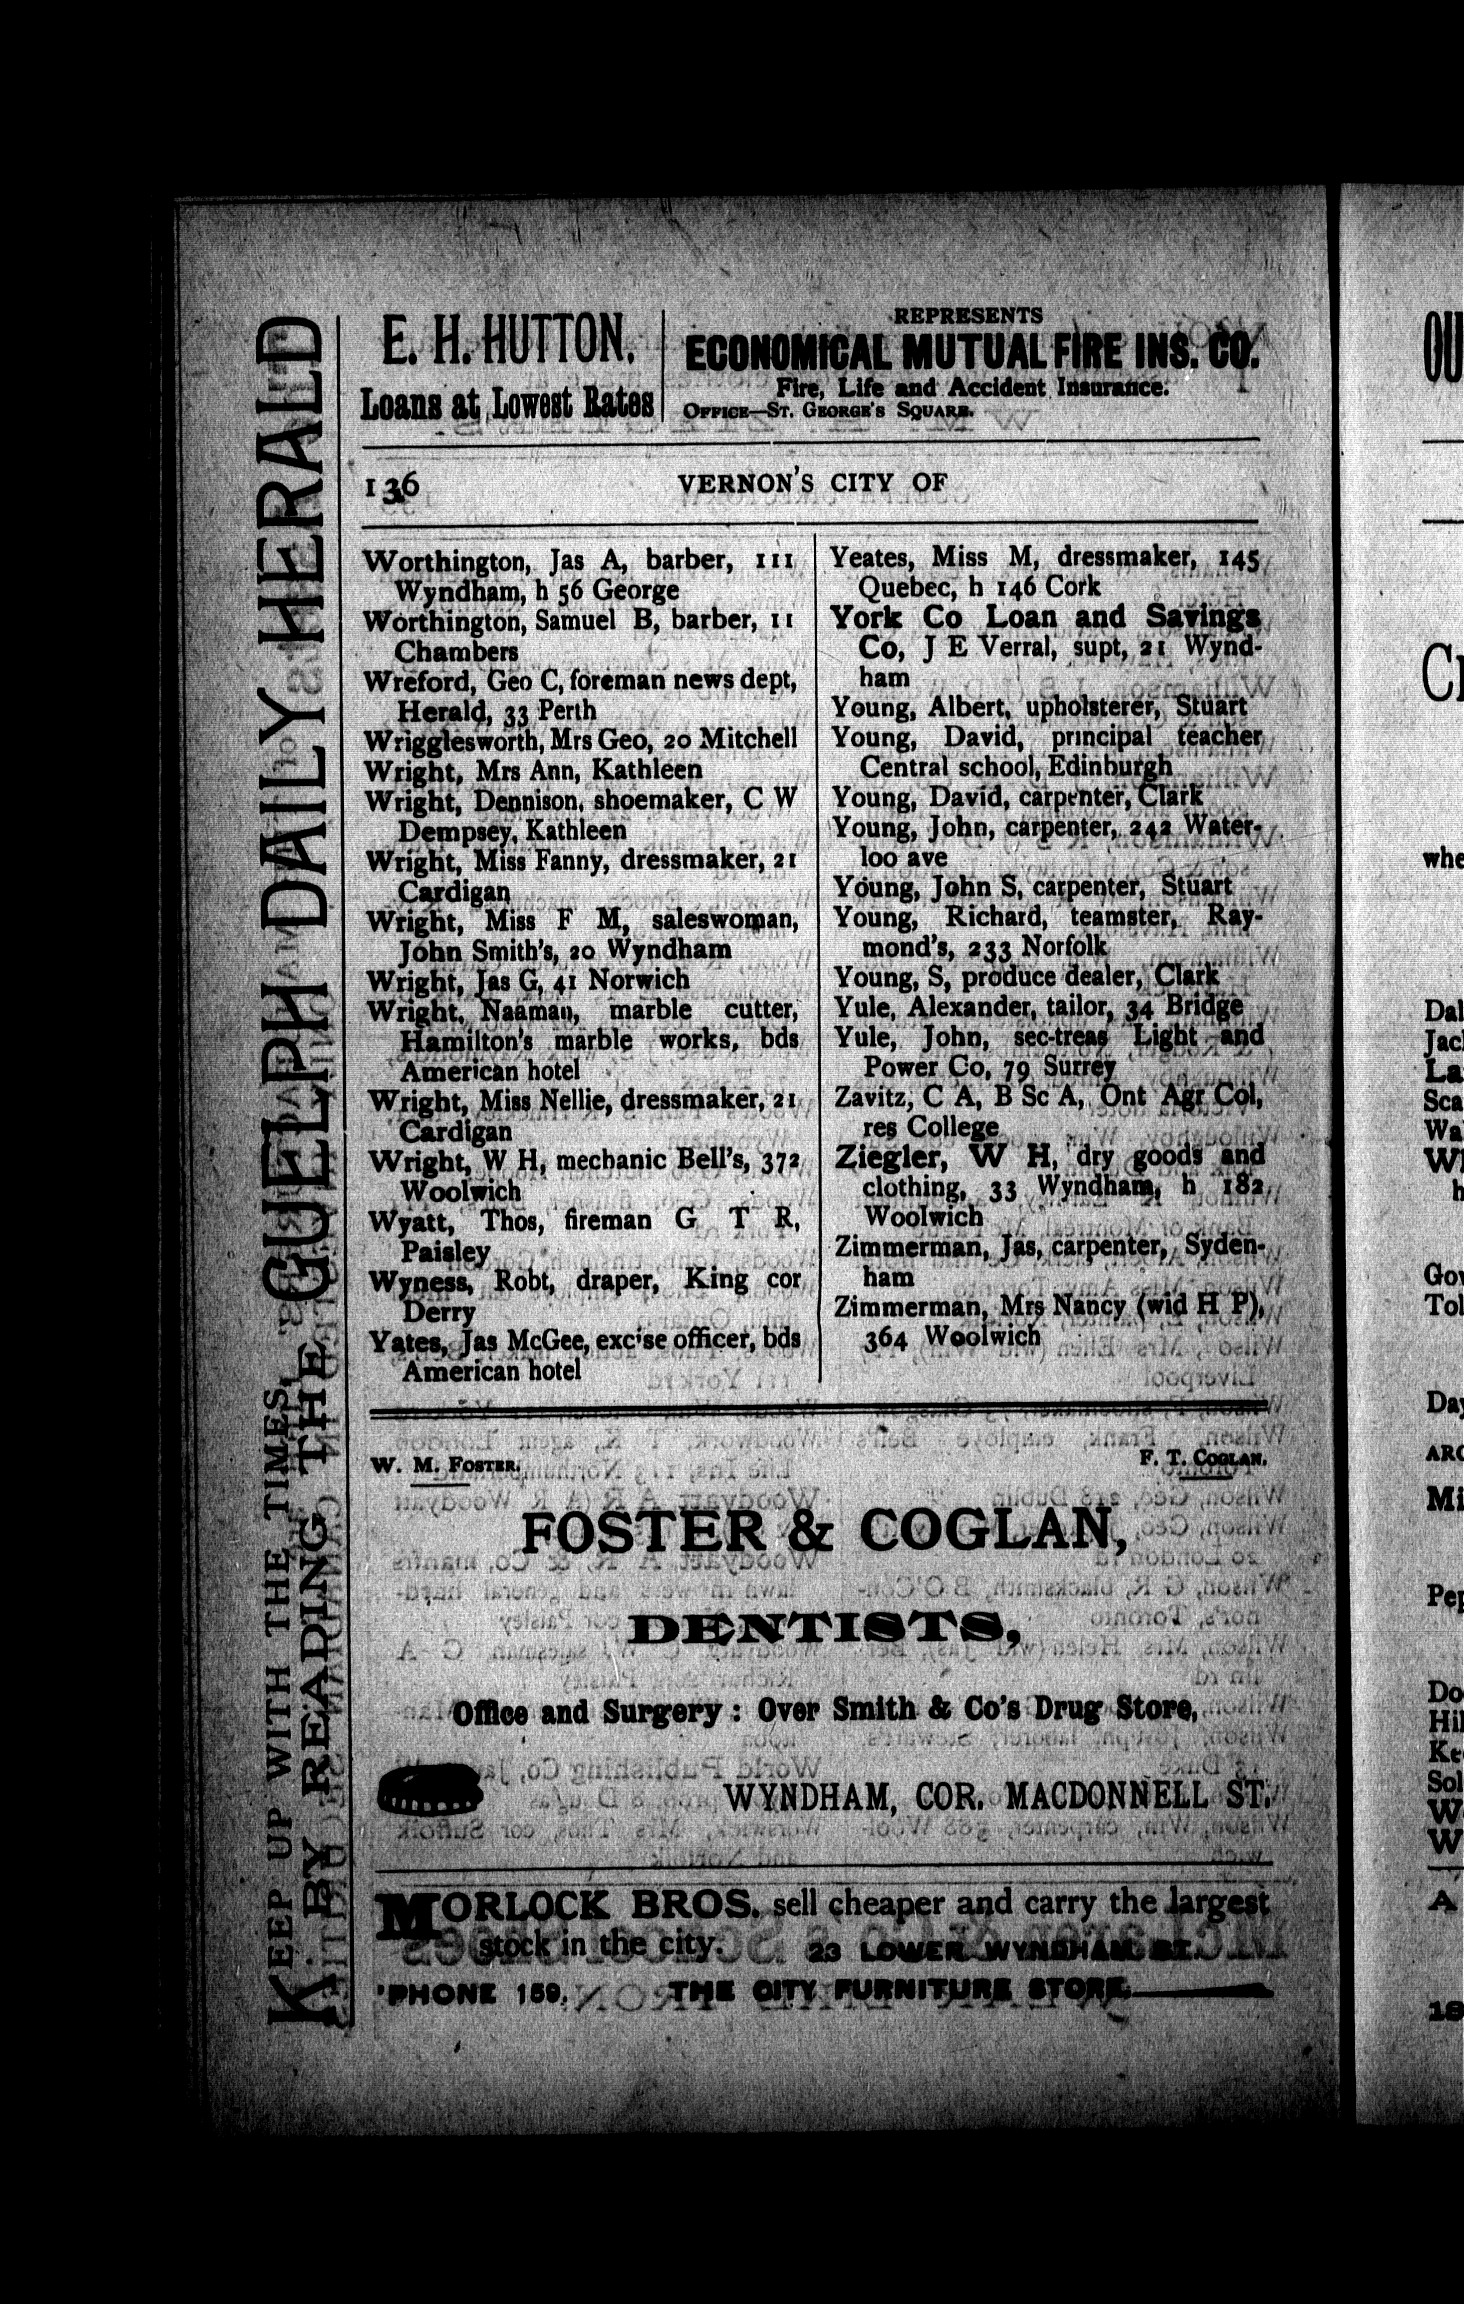 KEEP UP WITH THE TIMES,
BY READING THE GUELPH DAILY HERALD
E. H. HUTTON.
Loans at Lowest Rates
REPRESENTS
ECONOMICAL MUTUAL FIRE INS. CO.
Fire, Life and Accident Insurance.
OFFICE—ST. GEORGE'S SQUARE.
136
VERNON'S CITY OF
Worthington, Jas A, barber, 111
Wyndham, h 56 George
Worthington, Samuel B, barber, 11
Chambers
Wreford, Geo C, foreman news dept,
Herald, 33 Perth
Wrigglesworth, Mrs Geo, 20 Mitchell
Wright, Mrs Ann, Kathleen
Wright, Dennison, shoemaker, C W
Dempsey, Kathleen
Wright, Miss Fanny, dressmaker, 21
Cardigan
Wright, Miss F M, saleswoman,
John Smith's, 20 Wyndham
Wright, Jas G, 41 Norwich
Wright, Naaman, marble cutter,
Hamilton's marble works, bds
American hotel
Wright, Miss Nellie, dressmaker, 21
Cardigan
Wright, W H, mechanic Bell's, 372
Woolwich
Wyatt, Thos, fireman G T R,
Paisley
Wyness, Robt, draper, King cor
Derry
Yates, Jas McGee, excise officer, bds
American hotel
Yeates, Miss M, dressmaker, 145
Quebec, h 146 Cork
York Co Loan and Savings
Co, J E Verral, supt, 21 Wynd-
ham
Young, Albert, upholsterer, Stuart
Young, David, principal teacher
Central school, Edinburgh
Young, David, carpenter, Clark
Young, John, carpenter, 242 Water-
loo ave
Young, John S, carpenter, Stuart
Young, Richard, teamster, Ray-
mond's, 233 Norfolk
Young, S, produce dealer, Clark
Yule, Alexander, tailor, 34 Bridge
Yule, John, sec-treas Light and
Power Co, 79 Surrey
Zavitz, C A, B Sc A, Ont Agr Col,
res College
Ziegler, W H, dry goods and
clothing, 33 Wyndham, h 182
Woolwich
Zimmerman, Jas, carpenter, Syden-
ham
Zimmerman, Mrs Nancy (wid H P),
364 Woolwich
W. M. FOSTER.
F. T. COGLAN.
FOSTER & COGLAN,
DENTISTS,
Office and Surgery : Over Smith & Co's Drug Store,
WYNDHAM, COR. MACDONNELL ST.
MORLOCK BROS. sell cheaper and carry the largest
stock in the city. 23 LOWER WYNDHAM ST.
'PHONE 159. THE CITY FURNITURE STORE.